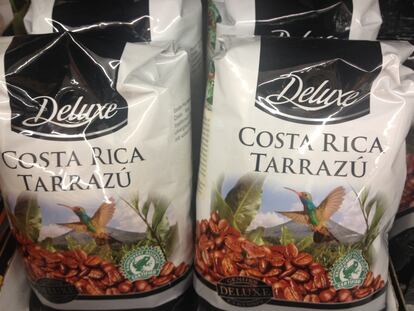 Deluxe
COSTA RICA
TARRAZÚ
Deluxe
COSTA RICA
TARRAZÚ
DELUXE